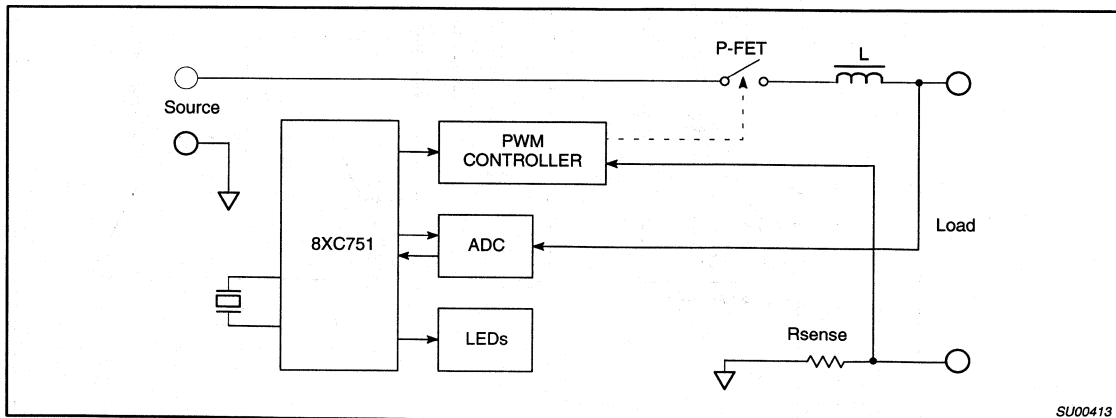 P-FET
L
Source
PWM
CONTROLLER
8XC751
ADC
Load
LEDs
Rsense
SU00413